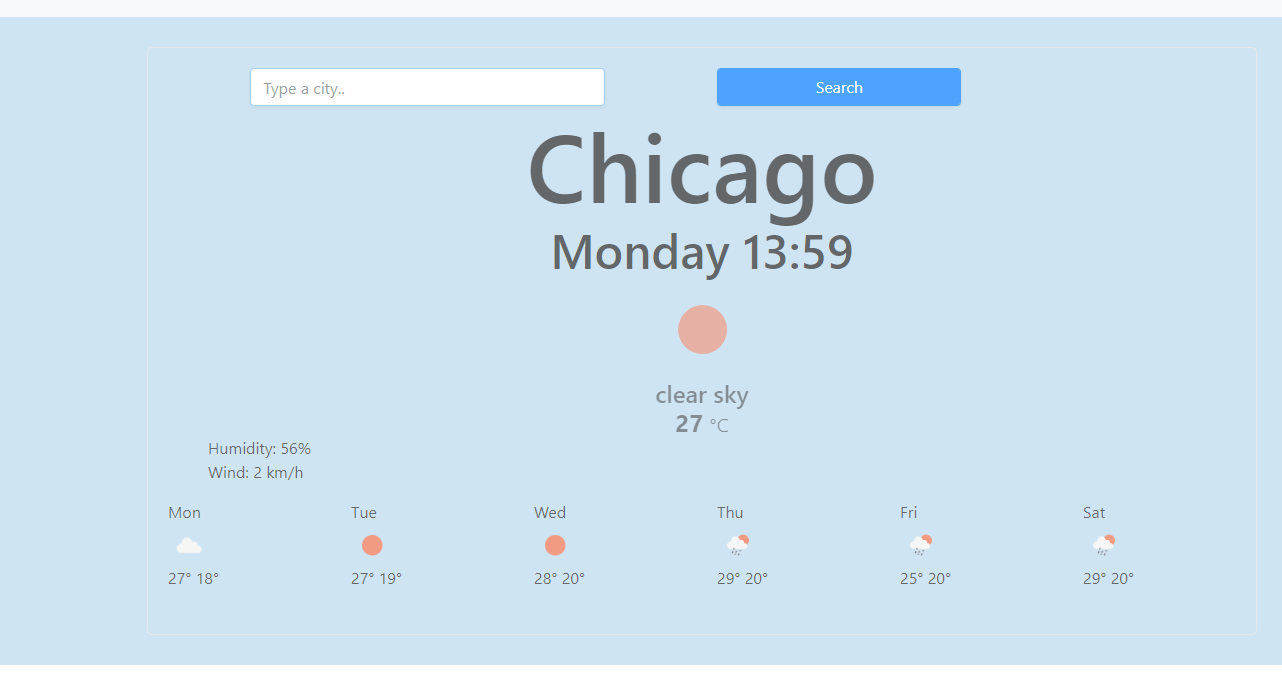 Type a city..
Search
Chicago
Monday 13:59
clear sky
27 °C
Humidity: 56%
Wind: 2 km/h
Mon Tue Wed Thu Fri Sat
27° 18° 27° 19° 28° 20° 29° 20° 25° 20° 29° 20°